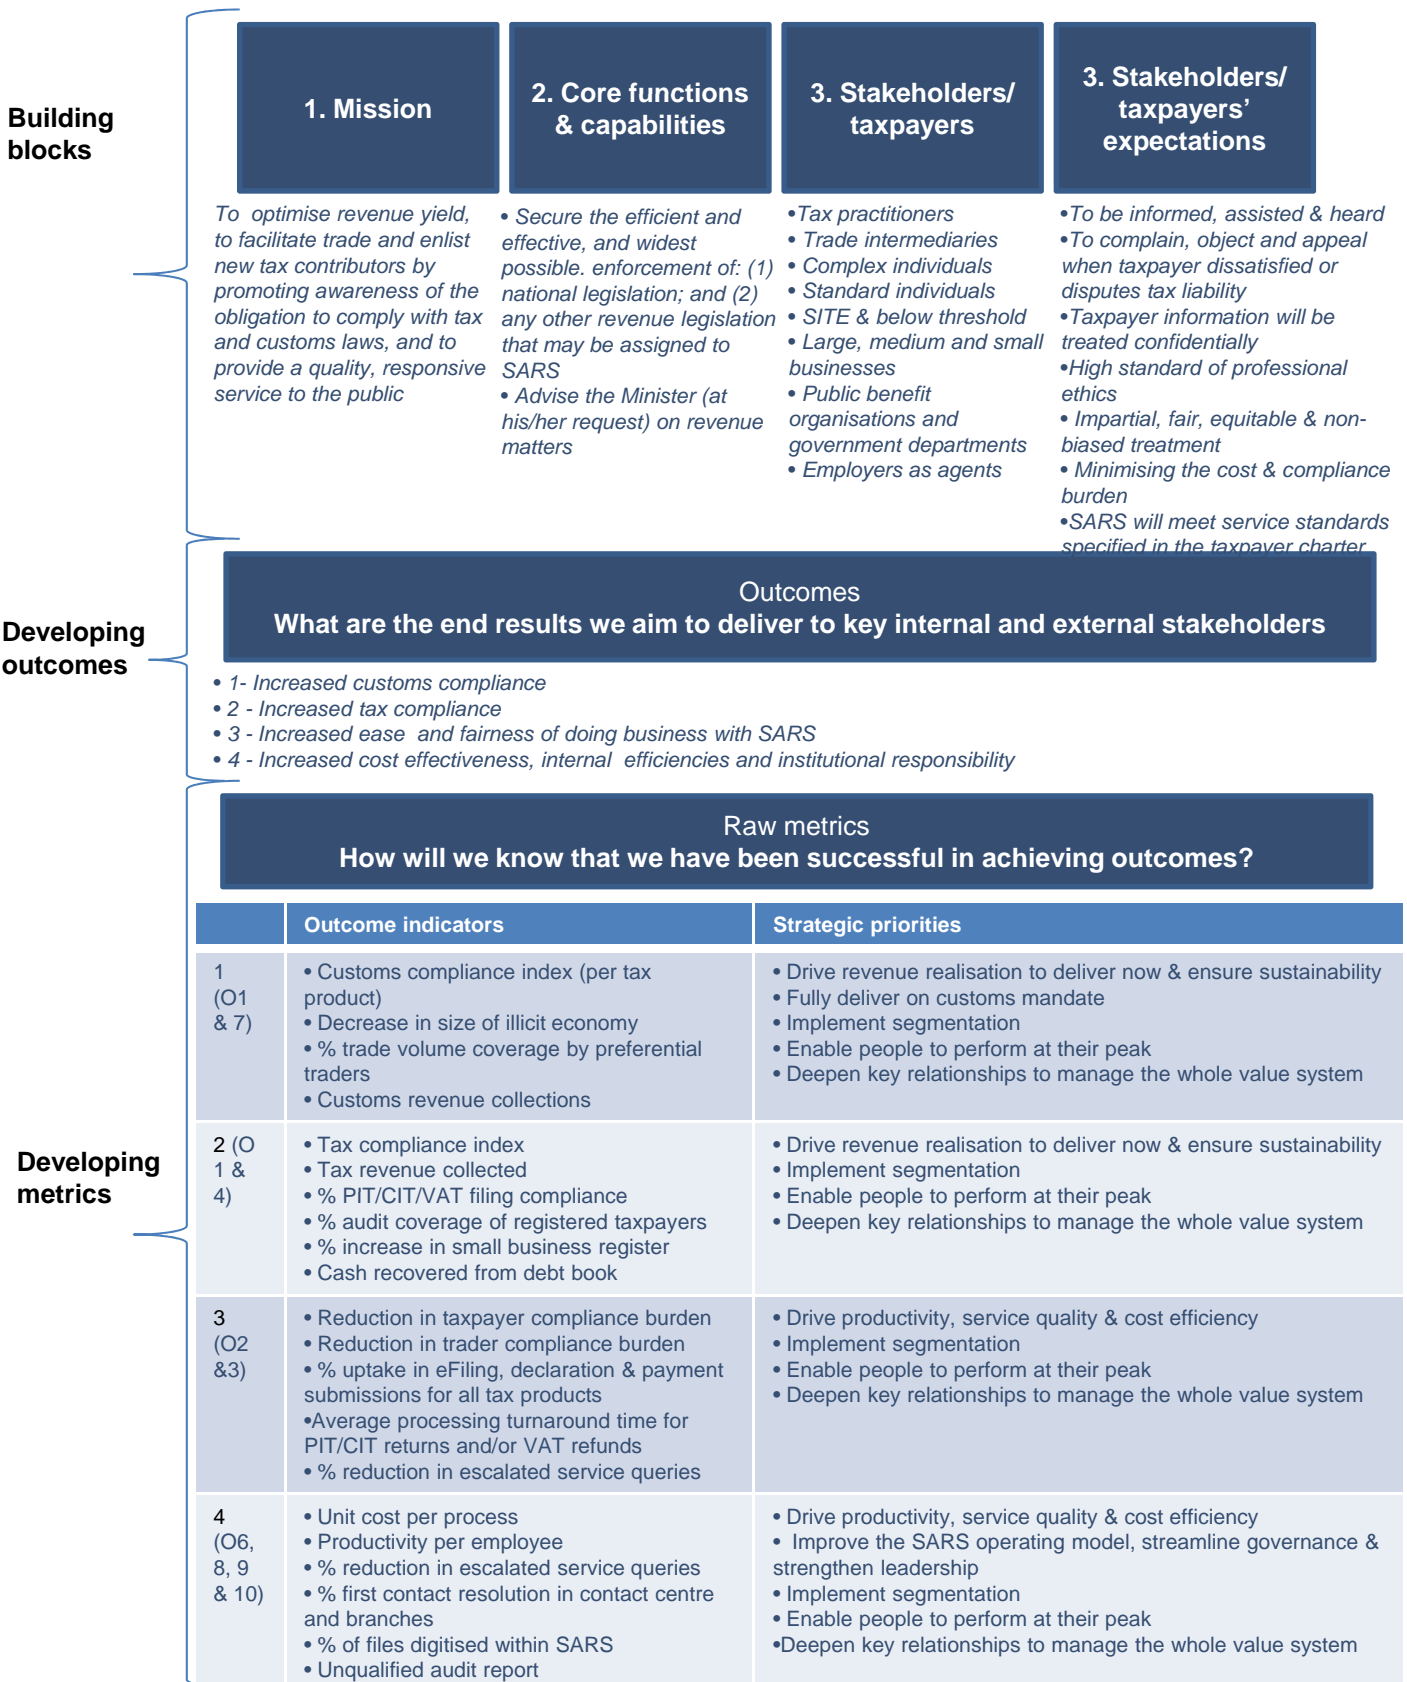 Building
blocks
1. Mission
2. Core functions
& capabilities
3. Stakeholders/
taxpayers
3. Stakeholders/
taxpayers’
expectations
To optimise revenue yield,
to facilitate trade and enlist
new tax contributors by
promoting awareness of the
obligation to comply with tax
and customs laws, and to
provide a quality, responsive
service to the public
• Secure the efficient and
effective, and widest
possible. enforcement of: (1)
national legislation; and (2)
any other revenue legislation
that may be assigned to
SARS
• Advise the Minister (at
his/her request) on revenue
matters
•Tax practitioners
• Trade intermediaries
• Complex individuals
• Standard individuals
• SITE & below threshold
• Large, medium and small
businesses
• Public benefit
organisations and
government departments
• Employers as agents
•To be informed, assisted & heard
•To complain, object and appeal
when taxpayer dissatisfied or
disputes tax liability
•Taxpayer information will be
treated confidentially
•High standard of professional
ethics
• Impartial, fair, equitable & non-
biased treatment
• Minimising the cost & compliance
burden
•SARS will meet service standards
specified in the taxpayer charter
Developing
outcomes
Outcomes
What are the end results we aim to deliver to key internal and external stakeholders
• 1- Increased customs compliance
• 2 - Increased tax compliance
• 3 - Increased ease and fairness of doing business with SARS
• 4 - Increased cost effectiveness, internal efficiencies and institutional responsibility
Developing
metrics
Raw metrics
How will we know that we have been successful in achieving outcomes?
Outcome indicators
Strategic priorities
1
(O1
& 7)
• Customs compliance index (per tax
product)
• Decrease in size of illicit economy
• % trade volume coverage by preferential
traders
• Customs revenue collections
• Drive revenue realisation to deliver now & ensure sustainability
• Fully deliver on customs mandate
• Implement segmentation
• Enable people to perform at their peak
• Deepen key relationships to manage the whole value system
2 (O
1 &
4)
• Tax compliance index
• Tax revenue collected
• % PIT/CIT/VAT filing compliance
• % audit coverage of registered taxpayers
• % increase in small business register
• Cash recovered from debt book
• Drive revenue realisation to deliver now & ensure sustainability
• Implement segmentation
• Enable people to perform at their peak
• Deepen key relationships to manage the whole value system
3
(O2
&3)
• Reduction in taxpayer compliance burden
• Reduction in trader compliance burden
• % uptake in eFiling, declaration & payment
submissions for all tax products
•Average processing turnaround time for
PIT/CIT returns and/or VAT refunds
• % reduction in escalated service queries
• Drive productivity, service quality & cost efficiency
• Implement segmentation
• Enable people to perform at their peak
• Deepen key relationships to manage the whole value system
4
(O6,
8, 9
& 10)
• Unit cost per process
• Productivity per employee
• % reduction in escalated service queries
• % first contact resolution in contact centre
and branches
• % of files digitised within SARS
• Unqualified audit report
• Drive productivity, service quality & cost efficiency
• Improve the SARS operating model, streamline governance &
strengthen leadership
• Implement segmentation
• Enable people to perform at their peak
•Deepen key relationships to manage the whole value system